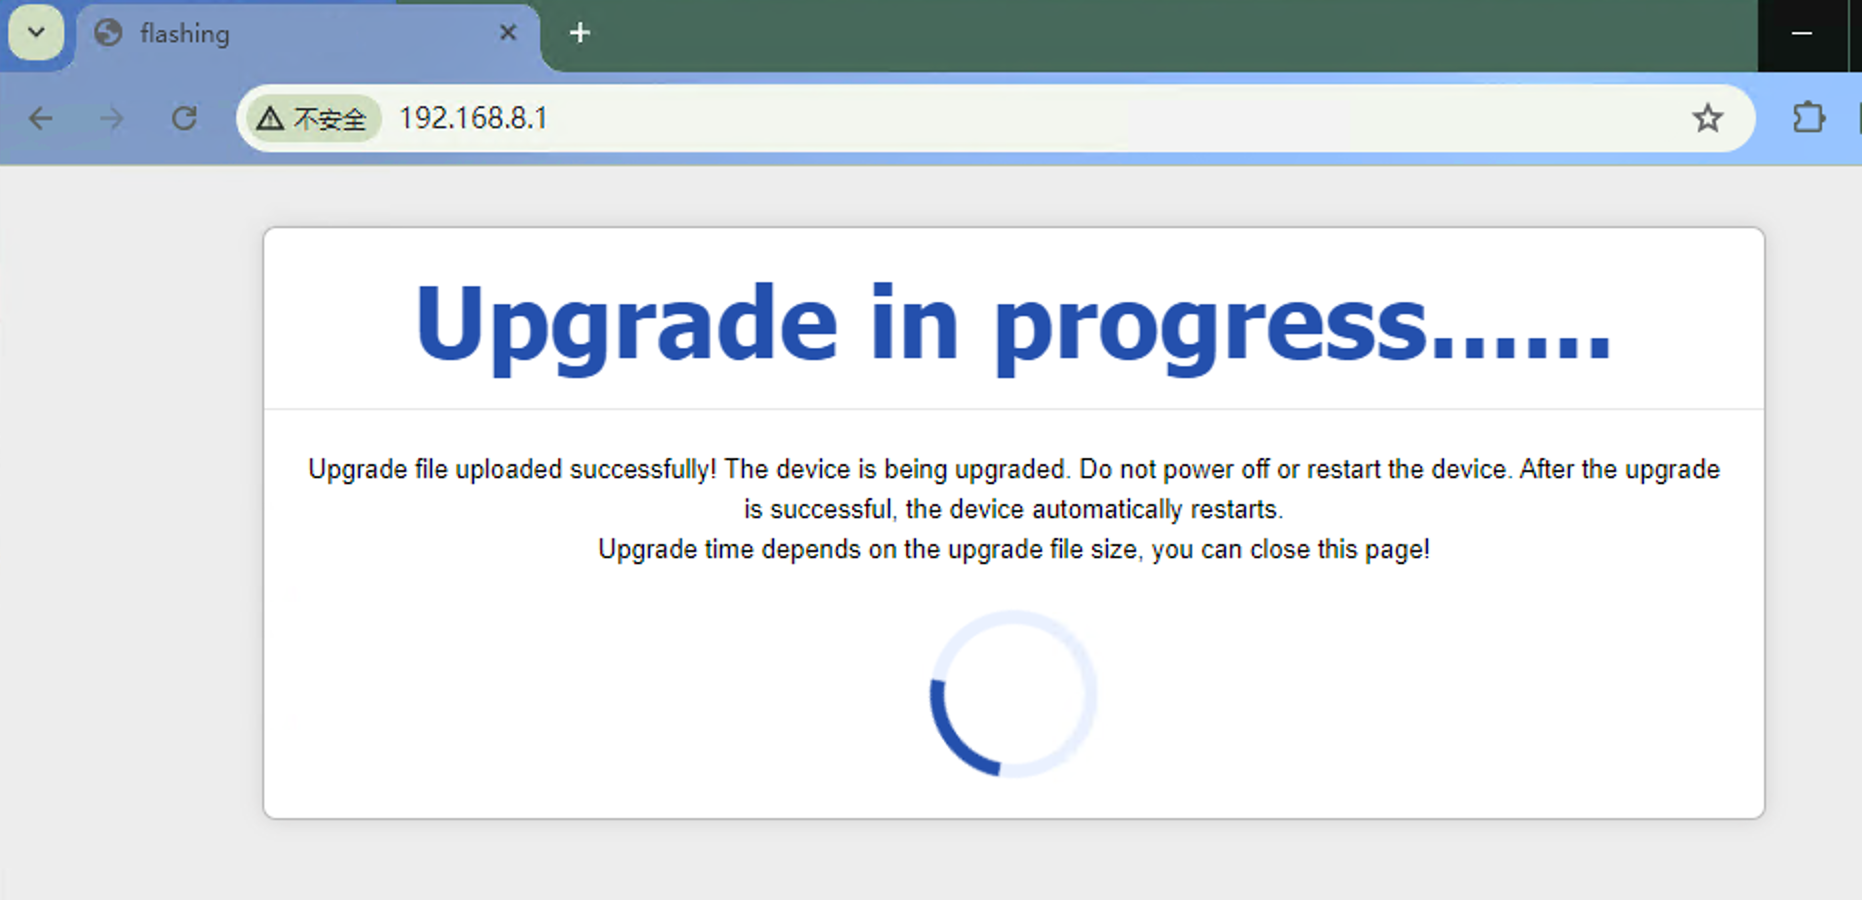 flashing
不安全 192.168.8.1
Upgrade in progress......
Upgrade file uploaded successfully! The device is being upgraded. Do not power off or restart the device. After the upgrade
is successful, the device automatically restarts.
Upgrade time depends on the upgrade file size, you can close this page!